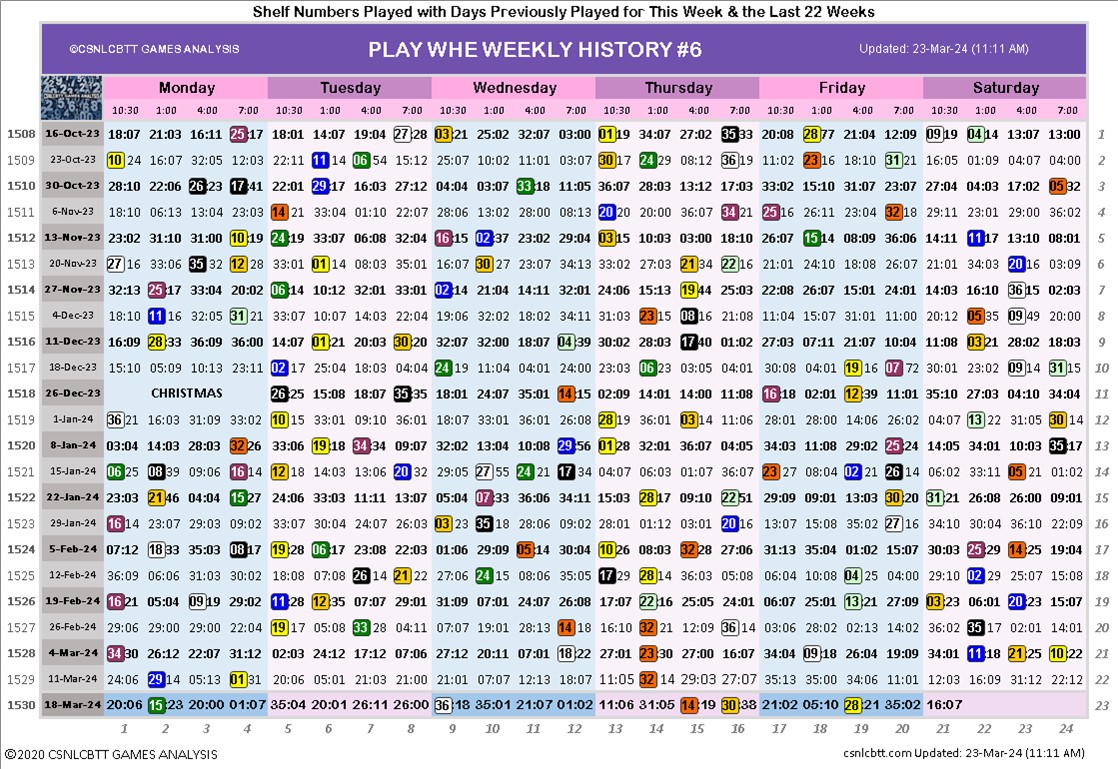 Shelf Numbers Played with Days Previously Played for This Week & the Last 22 Weeks
©CSNLCBTT GAMES ANALYSIS PLAY WHE WEEKLY HISTORY #6 Updated: 23-Mar-24 (11:11 AM)
Monday Tuesday Wednesday Thursday Friday Saturday
10:30 1:00 4:00 7:00 10:30 1:00 4:00 7:00 10:30 1:00 4:00 7:00 10:30 1:00 4:00 7:00 10:30 1:00 4:00 7:00 10:30 1:00 4:00 7:00
1508 16-Oct-23 18:07 21:03 16:11 25:17 18:01 14:07 19:04 27:28 03:21 25:02 32:07 03:00 01:19 34:07 27:02 35:33 20:08 28:77 21:04 12:09 09:19 04:14 13:07 13:00 1
1509 23-Oct-23 10 24 16:07 32:05 12:03 22:11 6 14 06 54 15:12 25:07 10:02 11:01 03:07 30 17 24 29 08:12 36 19 11:02 23 16 18:10 31 21 16:05 01:09 04:07 04:00 2
1510 30-Oct-23 28:10 22:06 26:23 17:41 22:01 29:17 16:03 27:12 04:04 03:07 33:18 11:05 36:07 28:03 13:12 17:03 33:02 15:10 31:07 23:07 27:04 04:03 17:02 05 32 3
1511 6-Nov-23 18:10 06:13 13:04 23:03 14 21 33:04 01:10 22:07 28:06 13:02 28:00 08:13 20 20 20:00 36:07 34 21 25 16 26:11 23:04 32 18 29:11 23:01 29:00 36:02 4
1512 13-Nov-23 23:02 31:10 31:00 10:19 24:19 33:07 06:08 32:04 16:15 02:37 23:02 29:04 03:15 10:03 03:00 18:10 26:07 15:14 08:09 36:06 14:11 11:17 13:10 08:01 5
1513 20-Nov-23 27 16 33:06 35 32 12 28 33:01 01 14 08:03 35:01 16:07 30 27 23:07 34:13 33:02 27:03 21 34 22 16 21:01 24:10 18:08 26:07 21:01 34:03 20 16 03:09 6
1514 27-Nov-23 32:13 25:17 33:04 20:02 06:14 10:12 32:01 33:01 02:14 21:04 14:11 32:01 24:06 15:13 19:44 25:03 22:08 26:07 15:01 24:01 14:03 18:07 36:15 02:03 7
1515 4-Dec-23 18:10 11 16 32:05 31 21 33:07 10:07 14:03 22:04 19:06 32:02 18:03 34:08 31:03 23 15 08 16 21:08 11:04 15:07 31:01 11:00 20:12 05 35 09 49 20:00 8
1516 11-Dec-23 16:09 28:33 36:09 36:00 14:07 01:21 07:03 30:20 32:07 32:00 18:07 04:39 30:02 28:03 17:40 01:02 27:03 07:11 21:07 10:04 11:08 03:21 28:02 18:03 9
1517 18-Dec-23 15:10 05:09 10:13 23:11 02 17 25:04 18:03 04:04 24 19 11:10 04:01 24:00 23:03 06 23 03:05 04:01 30:08 09:04 19 16 07 72 30:01 23:02 09 14 31 15 10
1518 26-Dec-23 CHRISTMAS 26:25 15:08 18:07 35:35 18:01 24:07 31:05 14:15 02:09 14:01 14:00 11:08 16:18 02:01 12:39 11:01 35:10 27:03 04:10 34:04 11
1519 1-Jan-24 36 21 16:03 31:09 33:02 10 15 33:01 09:10 36:01 29:13 07:04 31:03 34:03 28 19 36:01 03 14 11:06 12:06 28:01 08:02 18:08 04:07 13 22 31:05 30 14 12
1520 8-Jan-24 03:04 14:03 28:03 32:26 33:06 19:18 34:34 09:07 32:02 13:04 10:08 29:56 01:28 32:01 36:07 04:05 34:03 11:08 29:02 25:24 14:05 34:01 10:03 35:17 13
1521 15-Jan-24 06 25 08 39 09:06 16 14 12 18 14:03 13:06 20 32 29:05 27 55 24 21 17 34 04:07 06:03 01:01 36:07 23 27 08:04 02 21 26 14 06:02 33:11 05 21 01:02 14
1522 22-Jan-24 23:03 21:46 04:04 15:27 24:06 33:03 11:11 13:07 05:04 07:33 36:06 34:11 15:03 28:17 09:10 22:51 29:09 09:01 13:09 30:20 31:21 26:08 26:00 09:01 15
1523 29-Jan-24 16 14 23:07 29:03 09:02 33:07 30:04 24:07 26:03 03 23 35 18 28:06 09:02 28:01 01:12 03:01 20 16 13:07 15:08 35:02 27 16 34:10 30:04 36:10 22:09 16
1524 5-Feb-24 07:12 18:33 35:03 08:17 19:28 06:17 23:08 22:03 01:06 29:09 05:14 30:04 10:26 08:03 32:28 27:06 31:13 35:04 01:02 15:07 30:03 25:29 14:25 19:04 17
1525 12-Feb-24 36:09 06:06 31:03 30:02 18:08 07:08 26 14 21 22 27:06 24 15 08:06 35:05 17 29 28 14 36:03 05:08 06:04 10:08 04 25 04:00 29:10 02 29 25:07 15:08 18
1526 19-Feb-24 16:21 05:04 09:19 29:02 11:28 12:35 07:07 29:01 31:09 07:01 24:07 26:08 17:07 22:16 25:05 24:01 06:07 25:01 13:21 27:09 03:23 06:01 20:23 15:07 19
1527 26-Feb-24 29:06 29:00 29:00 22:04 19 17 05:08 33 28 04:11 07:07 19:01 28:13 14 18 16:10 32 21 12:09 36 14 03:06 28:02 02:13 14:02 36:02 35 17 02:01 14:01 20
1528 4-Mar-24 34 30 26:12 22:07 31:12 02:03 24:12 17:12 07:06 27:12 20:11 07:01 18:22 27:01 23:30 27:00 16:07 34:04 09:18 26:04 19:09 34:01 11:18 21:25 10:22 21
1529 11-Mar-24 24:06 29 14 05:13 01 31 20:06 05:01 21:03 21:00 21:01 07:07 12:13 18:07 11:05 32 14 29:03 27:07 35:13 35:00 34:06 11:01 12:03 16:09 31:12 22:12 22
1530 18-Mar-24 20:06 15:23 20:00 01:07 35:04 20:01 26:11 26:00 36:18 35:01 21:07 01:02 11:06 31:05 14:19 30:38 21:02 05:10 28:21 35:02 16:07 23
1 2 3 4 5 6 7 8 9 10 11 12 13 14 15 16 17 18 19 20 21 22 23 24
©2020 CSNLCBTT GAMES ANALYSIS csnlcbtt.com Updated: 23-Mar-24 (11:11 AM)